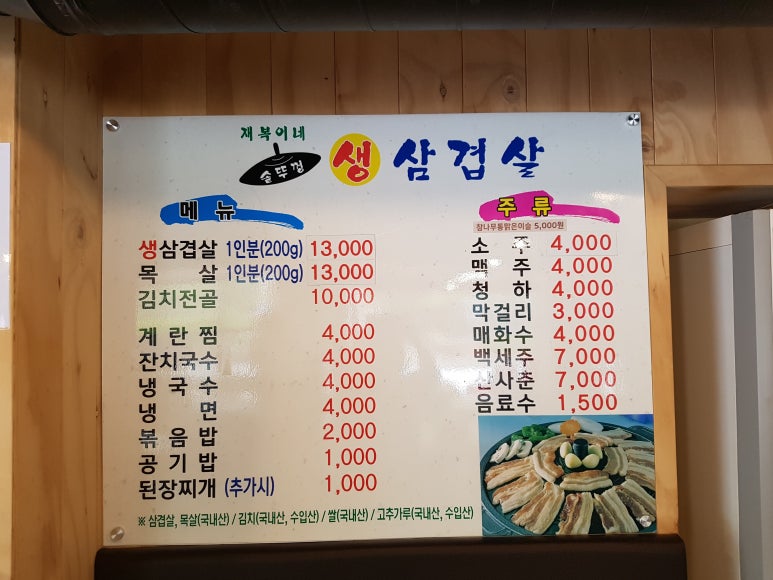 재복이네
솥뚜껑 생 삼겹살
메뉴
생삼겹살 1인분(200g) 13,000
목살 1인분(200g) 13,000
김치전골 10,000
계란찜 4,000
잔치국수 4,000
냉국수 4,000
냉면 4,000
볶음밥 2,000
공기밥 1,000
된장찌개 (추가시) 1,000
주류
참나무통맑은이슬 5,000원
소주 4,000
맥주 4,000
청하 4,000
막걸리 3,000
매화수 4,000
백세주 7,000
산사춘 7,000
음료수 1,500
※ 삼겹살, 목살(국내산) / 김치(국내산, 수입산) / 쌀(국내산) / 고추가루(국내산, 수입산)